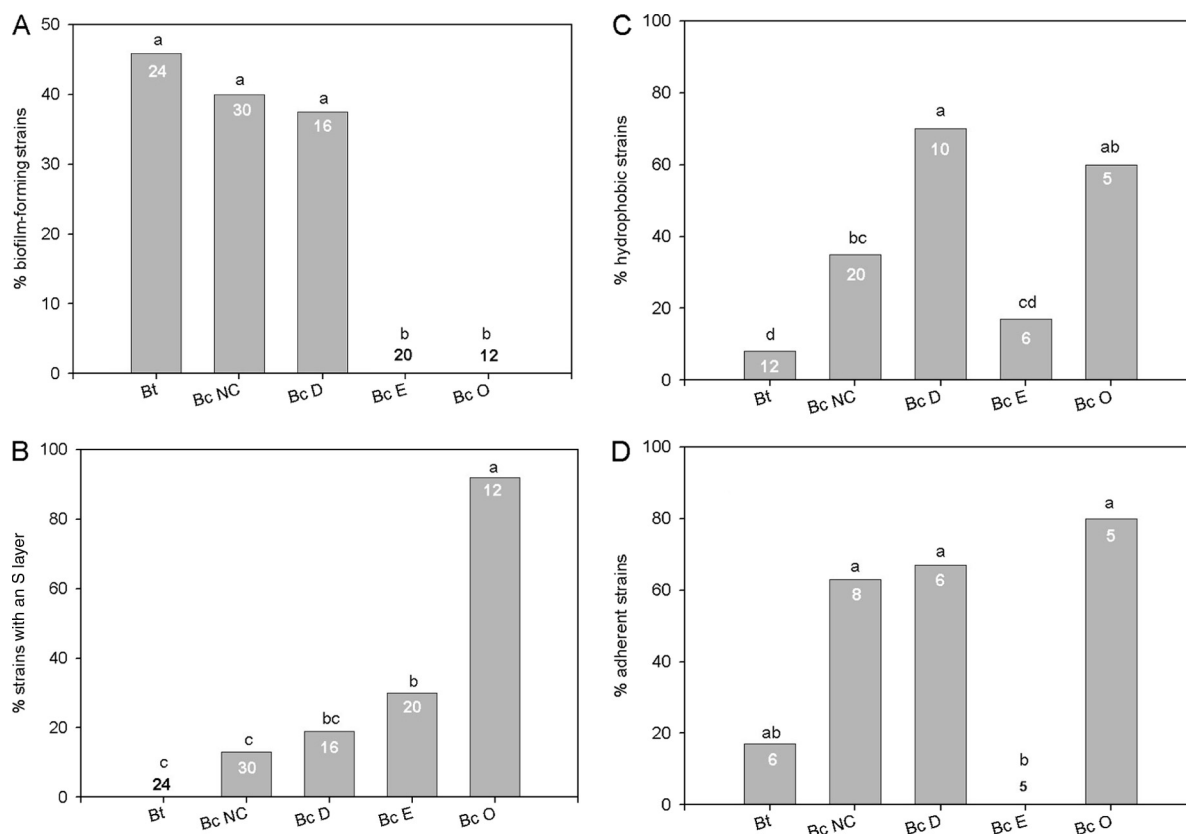 A
% biofilm-forming strains
50
40
30
20
10
0
a
24
a
30
a
16
b
20
b
12
Bt
Bc NC
Bc D
Bc E
Bc O
B
% strains with an S layer
100
80
60
40
20
0
c
24
c
30
bc
16
b
20
a
12
Bt
Bc NC
Bc D
Bc E
Bc O
C
% hydrophobic strains
100
80
60
40
20
0
d
12
bc
20
a
10
cd
6
ab
5
Bt
Bc NC
Bc D
Bc E
Bc O
D
% adherent strains
100
80
60
40
20
0
ab
6
a
8
a
6
b
5
a
5
Bt
Bc NC
Bc D
Bc E
Bc O